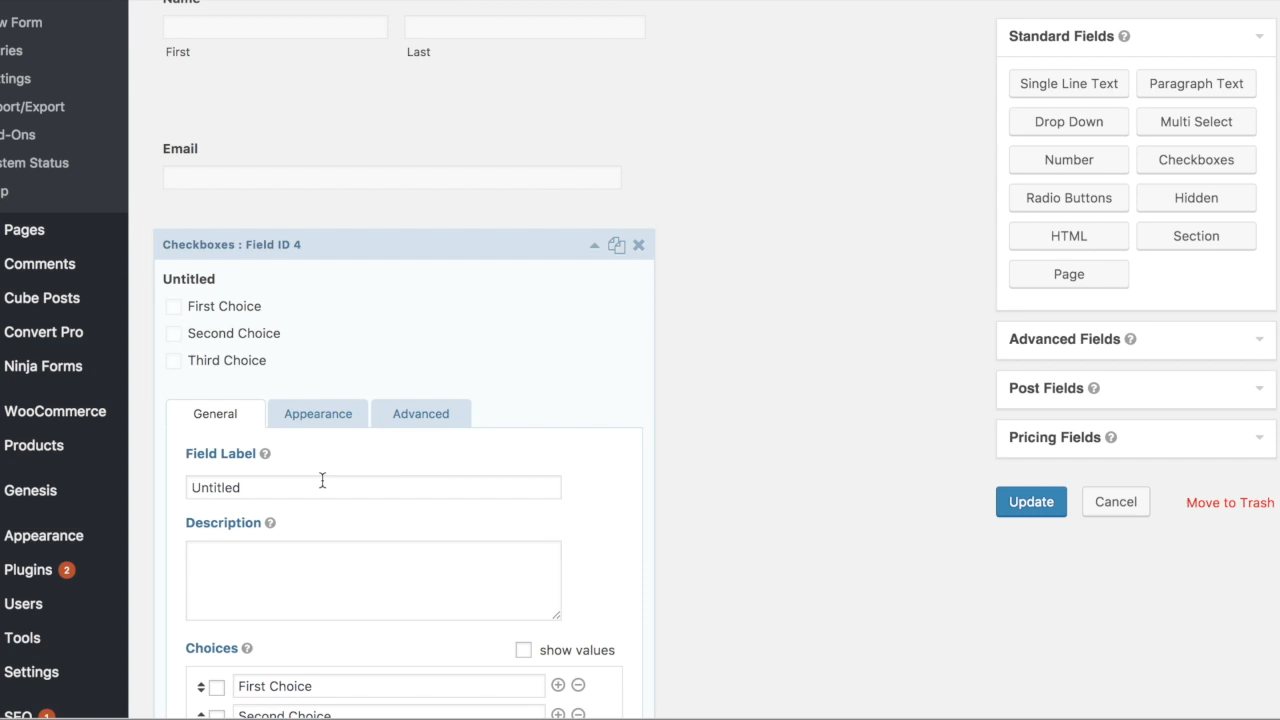 w Form
ries
tings
port/Export
d-Ons
stem Status
p
Pages
Comments
Cube Posts
Convert Pro
Ninja Forms
WooCommerce
Products
Genesis
Appearance
Plugins 2
Users
Tools
Settings
SEO 1
Name
First Last
Email
Checkboxes : Field ID 4
Untitled
First Choice
Second Choice
Third Choice
General Appearance Advanced
Field Label
Untitled
Description
Choices show values
First Choice
Second Choice
Standard Fields
Single Line Text Paragraph Text
Drop Down Multi Select
Number Checkboxes
Radio Buttons Hidden
HTML Section
Page
Advanced Fields
Post Fields
Pricing Fields
Update Cancel Move to Trash